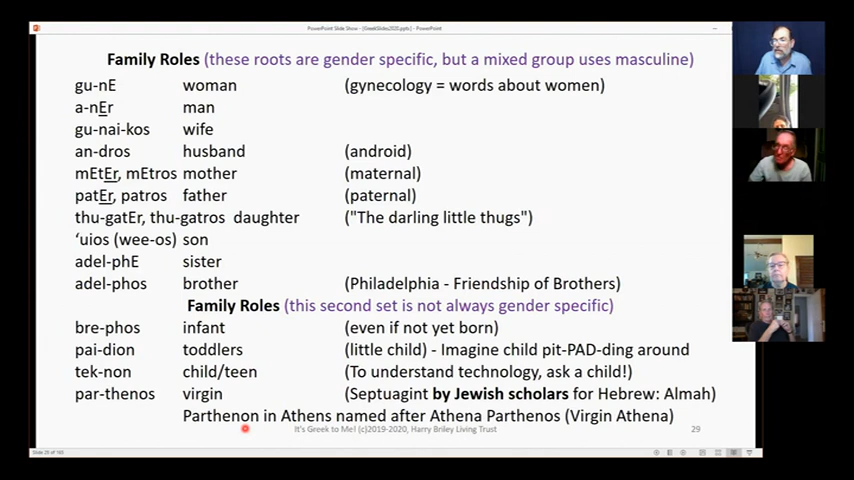 PowerPoint Slide Show - [GreekSlides2020.pptx] - PowerPoint
Family Roles (these roots are gender specific, but a mixed group uses masculine)
gu-nE woman (gynecology = words about women)
a-nEr man
gu-nai-kos wife
an-dros husband (android)
mEtEr, mEtros mother (maternal)
patEr, patros father (paternal)
thu-gatEr, thu-gatros daughter ("The darling little thugs")
‘uios (wee-os) son
adel-phE sister
adel-phos brother (Philadelphia - Friendship of Brothers)
Family Roles (this second set is not always gender specific)
bre-phos infant (even if not yet born)
pai-dion toddlers (little child) - Imagine child pit-PAD-ding around
tek-non child/teen (To understand technology, ask a child!)
par-thenos virgin (Septuagint by Jewish scholars for Hebrew: Almah)
Parthenon in Athens named after Athena Parthenos (Virgin Athena)
It's Greek to Me! (c)2019-2020, Harry Briley Living Trust 29